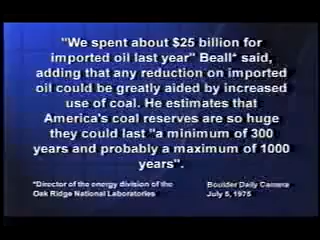 "We spent about $25 billion for
imported oil last year" Beall* said,
adding that any reduction on imported
oil could be greatly aided by increased
use of coal. He estimates that
America's coal reserves are so huge
they could last "a minimum of 300
years and probably a maximum of 1000
years".
*Director of the energy division of the
Oak Ridge National Laboratories
Boulder Daily Camera
July 5, 1975